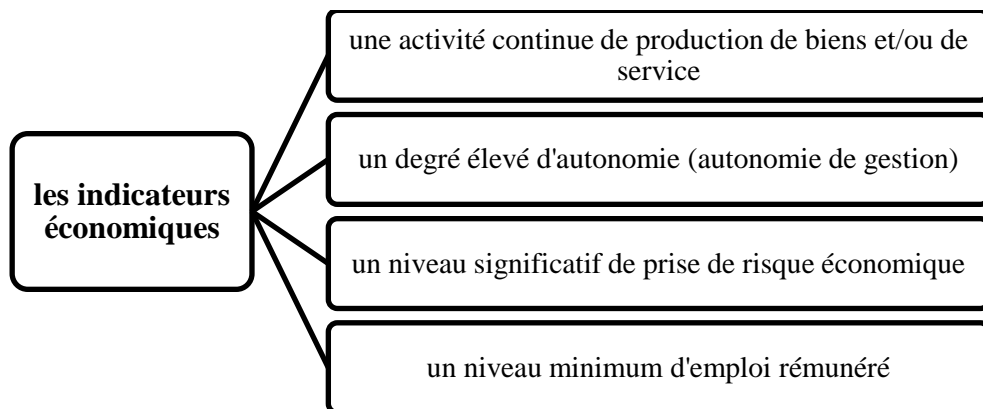 les indicateurs
économiques
une activité continue de production de biens et/ou de
service
un degré élevé d'autonomie (autonomie de gestion)
un niveau significatif de prise de risque économique
un niveau minimum d'emploi rémunéré